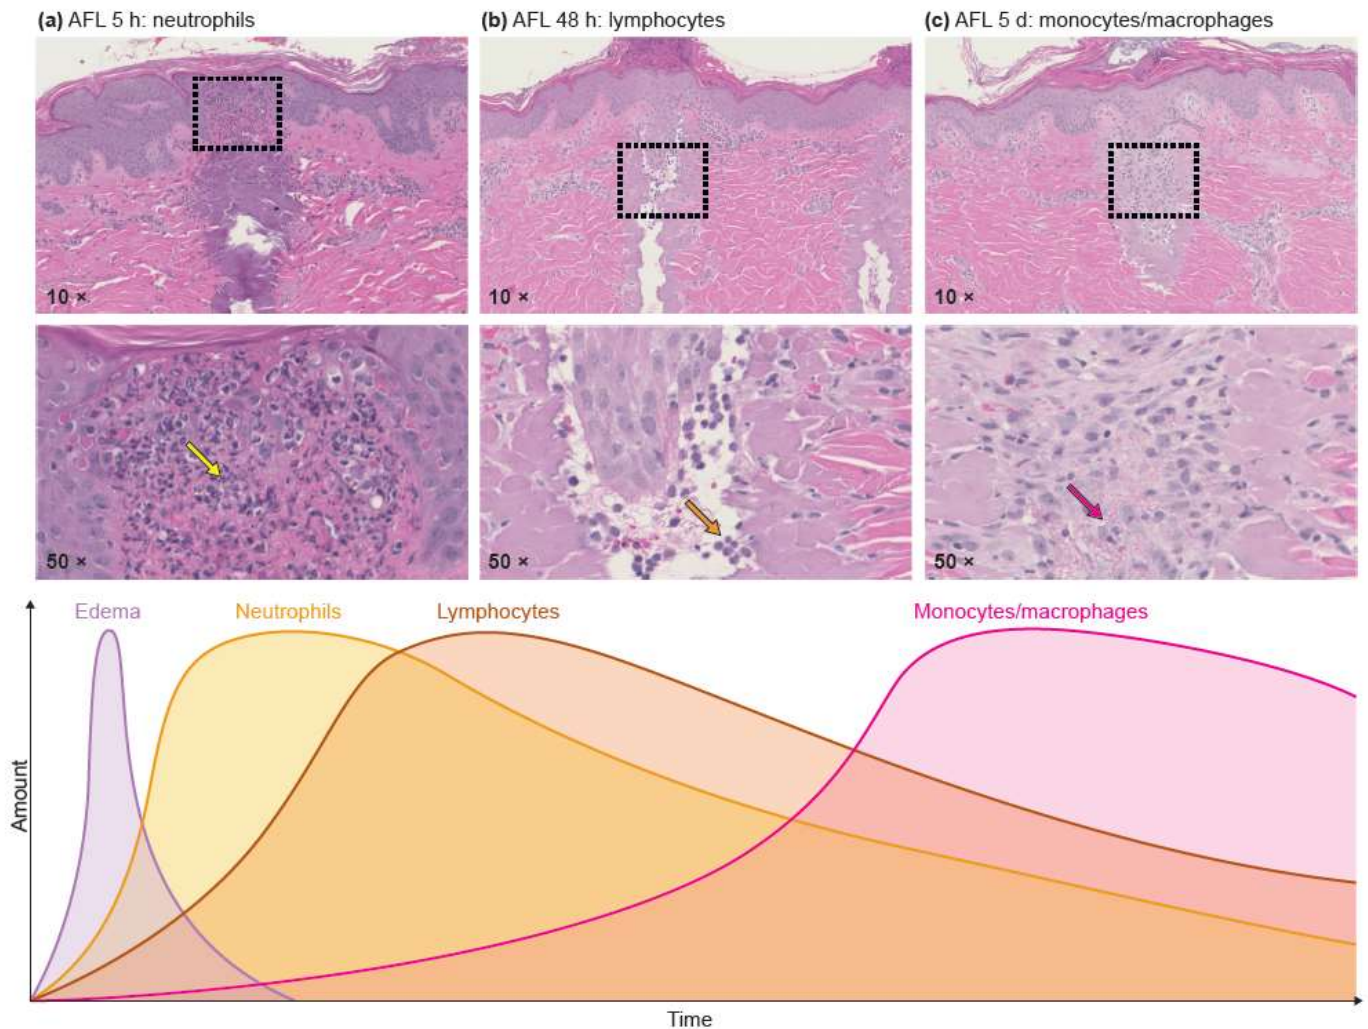 (a) AFL 5 h: neutrophils
(b) AFL 48 h: lymphocytes
(c) AFL 5 d: monocytes/macrophages
10 ×
10 ×
10 ×
50 ×
50 ×
50 ×
Edema
Neutrophils
Lymphocytes
Monocytes/macrophages
Amount
Time